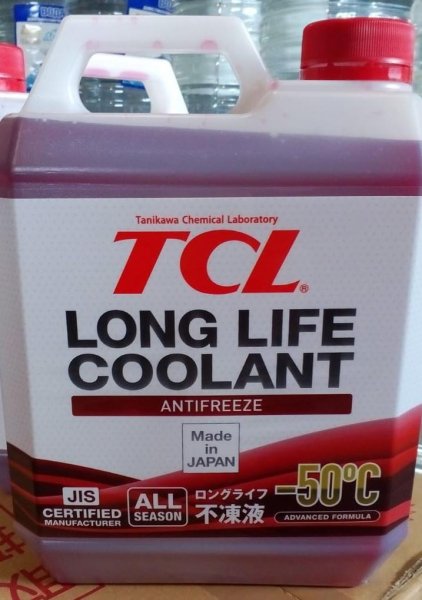 Tanikawa Chemical Laboratory
TCL®
LONG LIFE
COOLANT
ANTIFREEZE
Made
in
JAPAN
JIS
CERTIFIED
MANUFACTURER
ALL
SEASON
ロングライフ
不凍液
-50°C
ADVANCED FORMULA